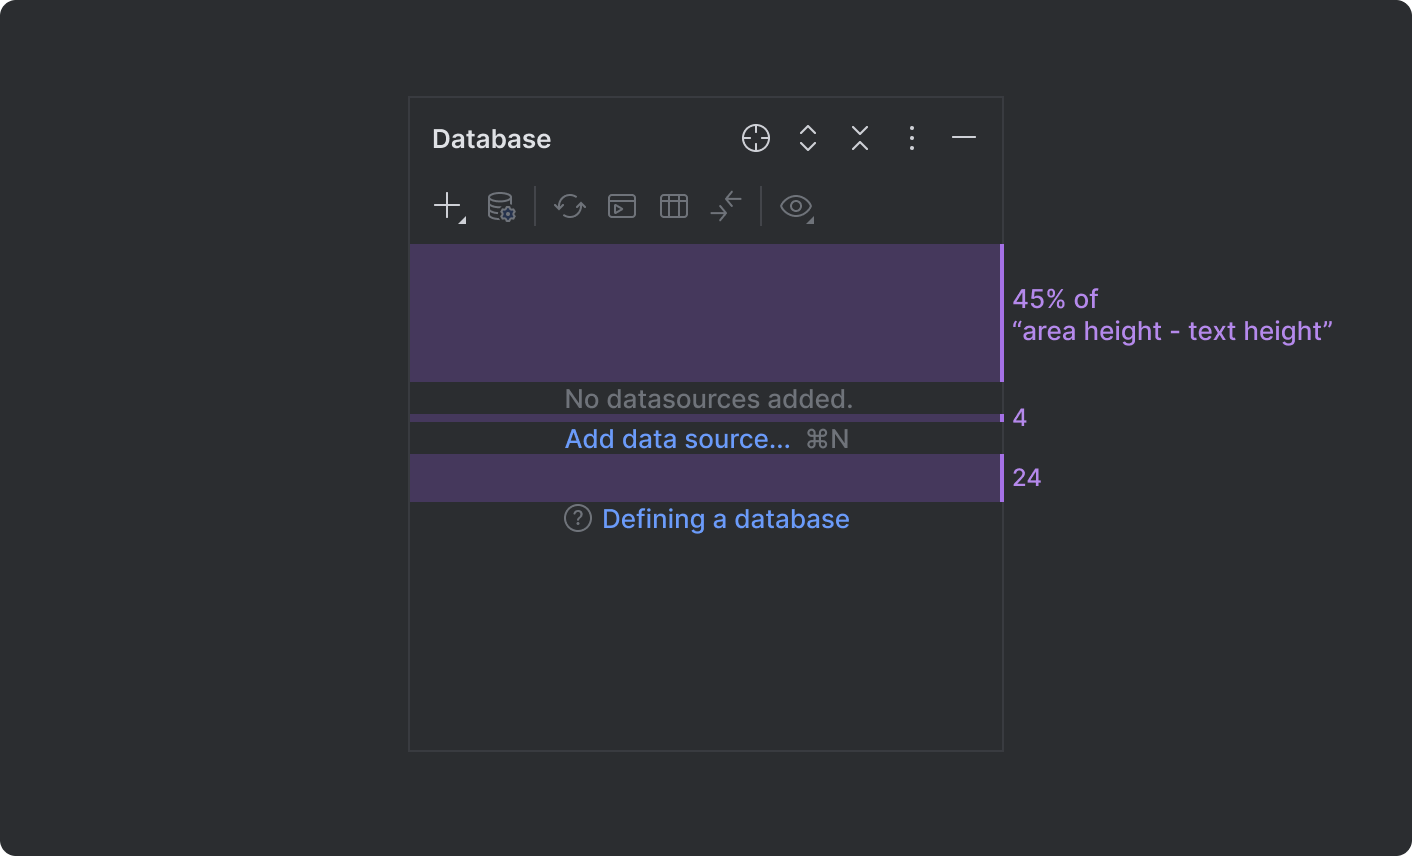 Database
45% of
“area height - text height”
No datasources added.
4
Add data source... ⌘N
24
? Defining a database